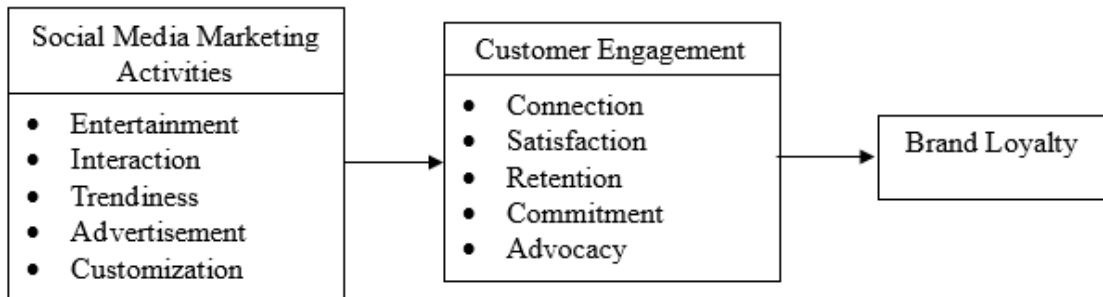 Social Media Marketing
Activities
• Entertainment
• Interaction
• Trendiness
• Advertisement
• Customization
Customer Engagement
• Connection
• Satisfaction
• Retention
• Commitment
• Advocacy
Brand Loyalty